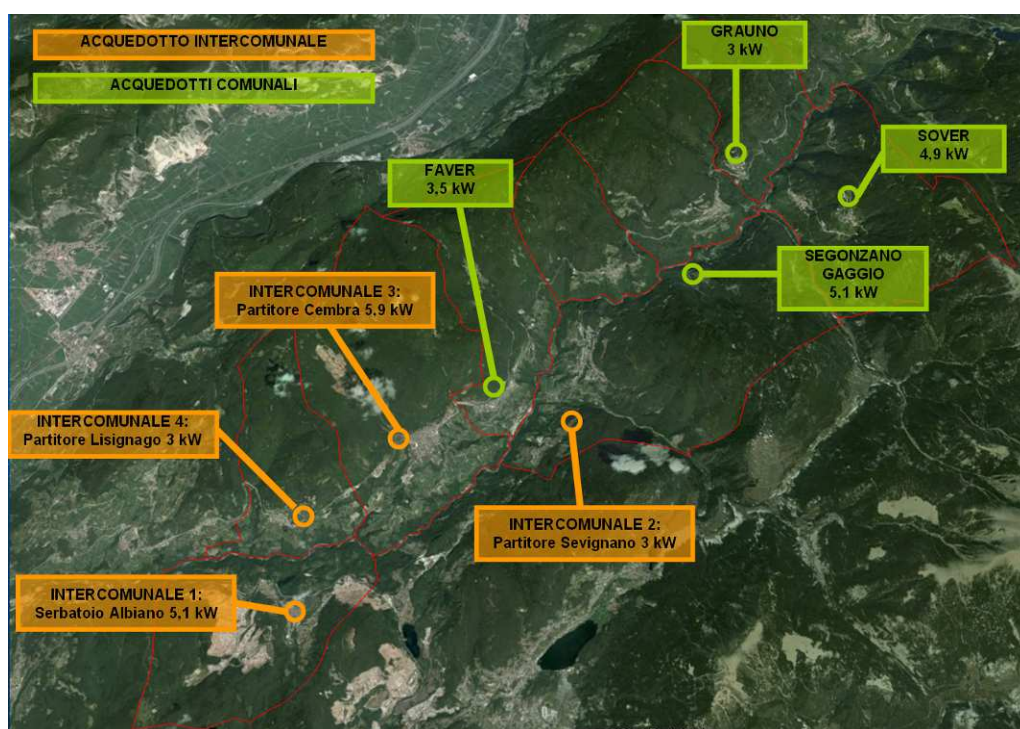 ACQUEDOTTO INTERCOMUNALE
ACQUEDOTTI COMUNALI
GRAUNO
3 kW
SOVER
4,9 kW
FAVER
3,5 kW
SEGONZANO
GAGGIO
5,1 kW
INTERCOMUNALE 3:
Partitore Cembra 5,9 kW
INTERCOMUNALE 4:
Partitore Lisignago 3 kW
INTERCOMUNALE 2:
Partitore Sevignano 3 kW
INTERCOMUNALE 1:
Serbatoio Albiano 5,1 kW